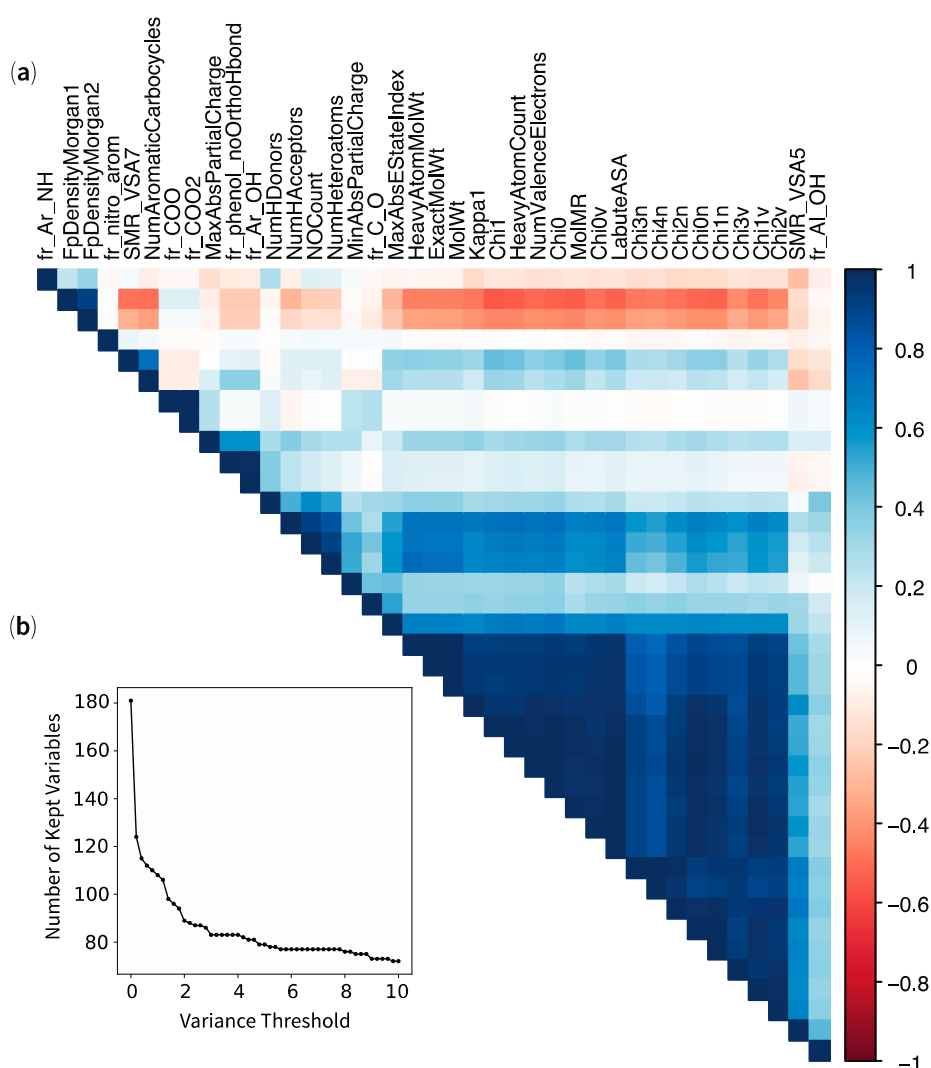 (a)
fr_Ar_NH
FpDensityMorgan1
FpDensityMorgan2
fr_nitro_arom
SMR_VSA7
NumAromaticCarbocycles
fr_COO
fr_COO2
MaxAbsPartialCharge
fr_phenol_noOrthoHbond
fr_Ar_OH
NumHDonors
NumHAcceptors
NOCount
NumHeteroatoms
MinAbsPartialCharge
fr_C_O
MaxAbsEStateIndex
HeavyAtomMolWt
ExactMolWt
MolWt
Kappa1
Chi1
HeavyAtomCount
NumValenceElectrons
Chi0
MolMR
Chi0v
LabuteASA
Chi3n
Chi4n
Chi2n
Chi0n
Chi1n
Chi3v
Chi1v
Chi2v
SMR_VSA5
fr_Al_OH
1
0.8
0.6
0.4
0.2
0
−0.2
−0.4
−0.6
−0.8
−1
(b)
Number of Kept Variables
180
160
140
120
100
80
0 2 4 6 8 10
Variance Threshold